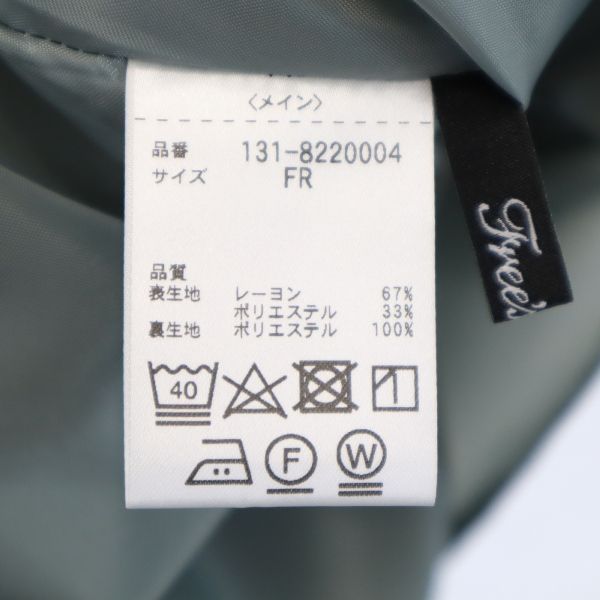 〈メイン〉
品番 131-8220004
サイズ FR
品質
表生地 レーヨン 67%
ポリエステル 33%
裏生地 ポリエステル 100%
40
F
W
Free's